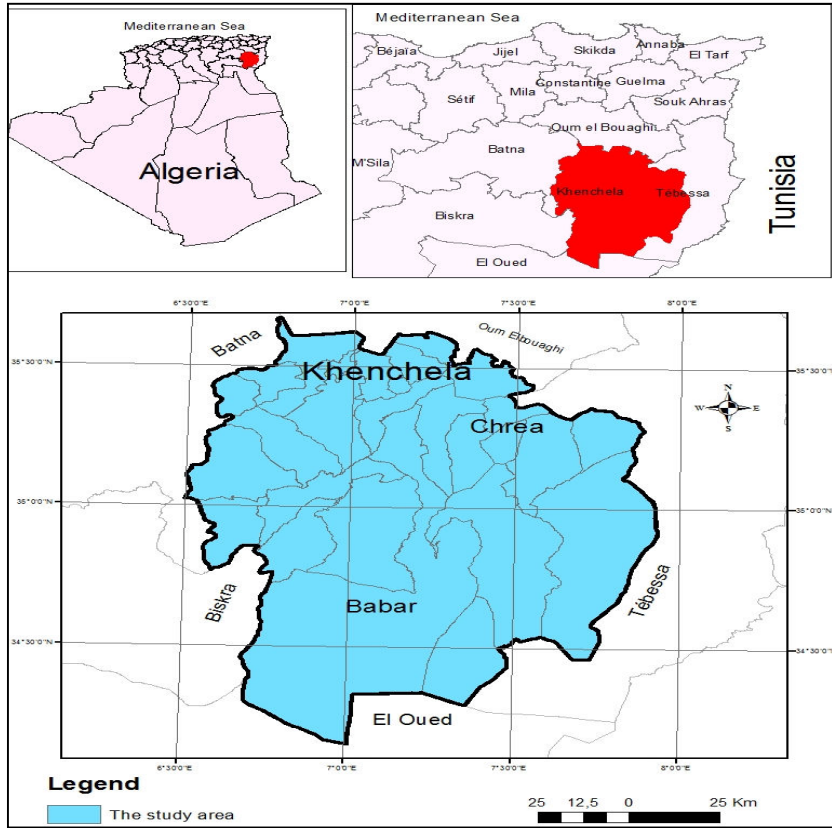 Mediterranean Sea
Algeria
Mediterranean Sea
Béjaïa
Jijel
Skikda
Annaba
El Tarf
Sétif
Mila
Constantine
Guelma
Souk Ahras
Oum el Bouaghi
M'Sila
Batna
Khenchela
Tébessa
Biskra
El Oued
Tunisia
6°30'0"E 7°0'0"E 7°30'0"E 8°0'0"E
Batna
Oum Elbouaghi
35°30'0"N
35°30'0"N
Khenchela
Chrea
N
W E
S
35°0'0"N
35°0'0"N
Biskra
Babar
Tébessa
34°30'0"N
34°30'0"N
El Oued
6°30'0"E 7°0'0"E 7°30'0"E 8°0'0"E
Legend
The study area
25 12,5 0 25 Km